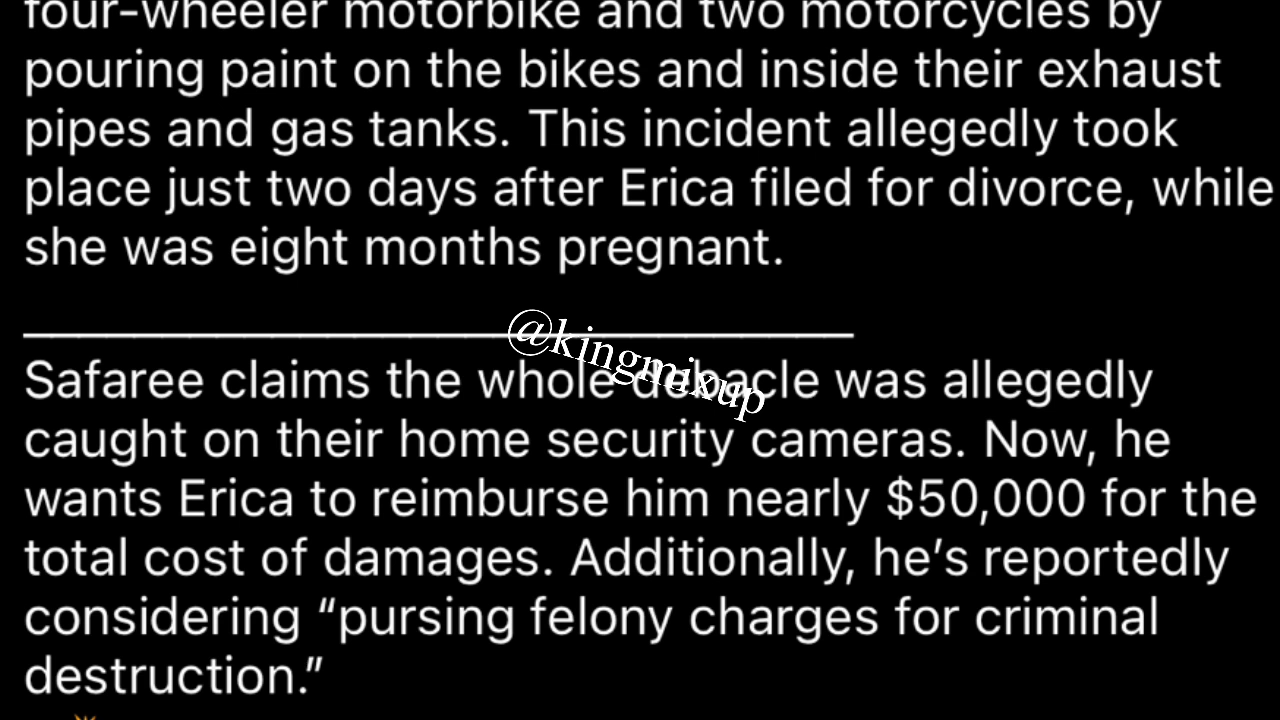 four-wheeler motorbike and two motorcycles by
pouring paint on the bikes and inside their exhaust
pipes and gas tanks. This incident allegedly took
place just two days after Erica filed for divorce, while
she was eight months pregnant.
@kingmixup
Safaree claims the whole debacle was allegedly
caught on their home security cameras. Now, he
wants Erica to reimburse him nearly $50,000 for the
total cost of damages. Additionally, he’s reportedly
considering “pursing felony charges for criminal
destruction.”